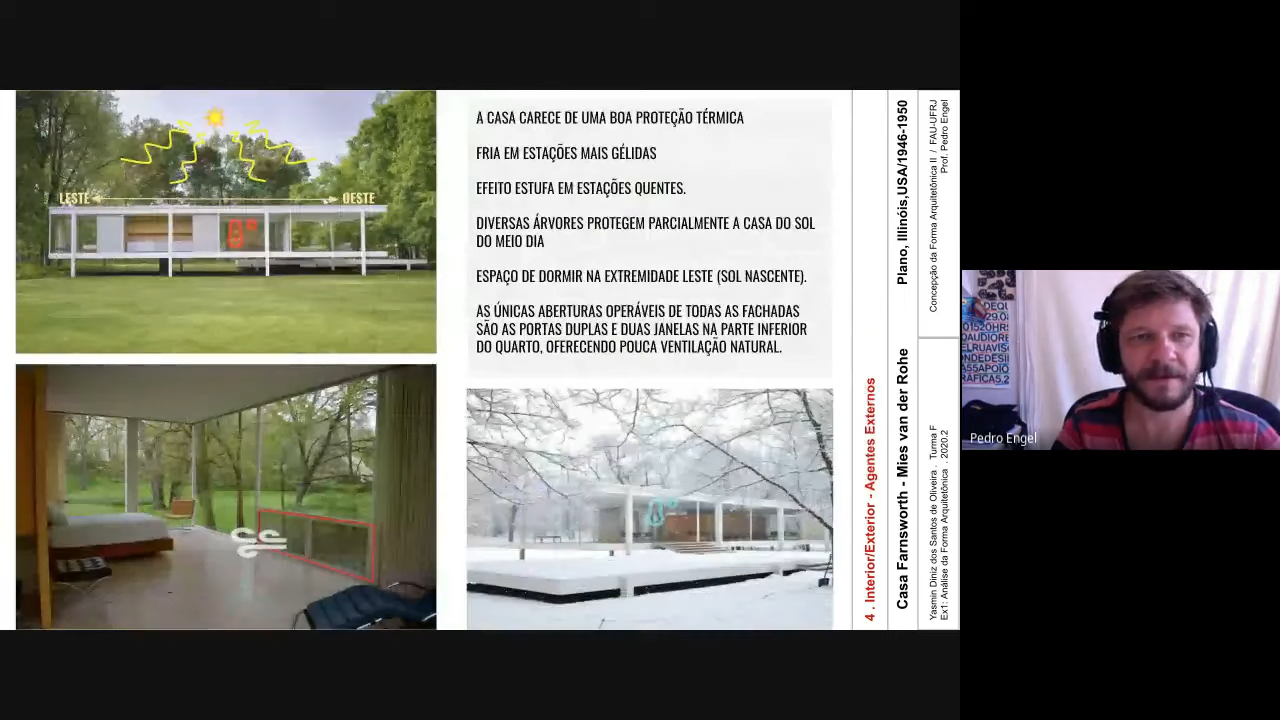 LESTE
OESTE
A CASA CARECE DE UMA BOA PROTEÇÃO TÉRMICA
FRIA EM ESTAÇÕES MAIS GÉLIDAS
EFEITO ESTUFA EM ESTAÇÕES QUENTES.
DIVERSAS ÁRVORES PROTEGEM PARCIALMENTE A CASA DO SOL
DO MEIO DIA
ESPAÇO DE DORMIR NA EXTREMIDADE LESTE (SOL NASCENTE).
AS ÚNICAS ABERTURAS OPERÁVEIS DE TODAS AS FACHADAS
SÃO AS PORTAS DUPLAS E DUAS JANELAS NA PARTE INFERIOR
DO QUARTO, OFERECENDO POUCA VENTILAÇÃO NATURAL.
4 . Interior/Exterior - Agentes Externos
Casa Farnsworth - Mies van der Rohe
Plano, Illinóis,USA/1946-1950
Yasmin Diniz dos Santos de Oliveira . Turma F
Ex1: Análise da Forma Arquitetônica . 2020.2
Concepção da Forma Arquitetônica II / FAU-UFRJ
Prof. Pedro Engel
Pedro Engel